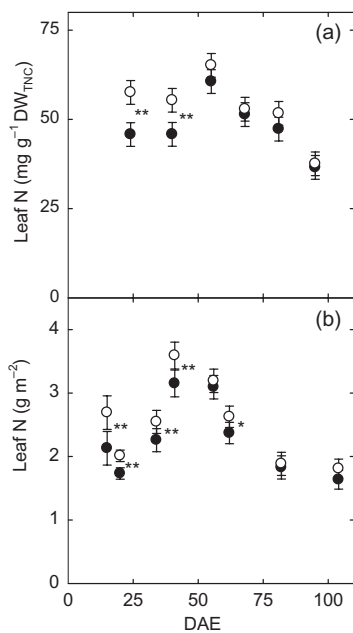 (a)
75
50
25
0
Leaf N (mg g⁻¹ DW_TNC)
**
**
(b)
4
3
2
1
0
Leaf N (g m⁻²)
**
**
**
**
*
0 25 50 75 100
DAE